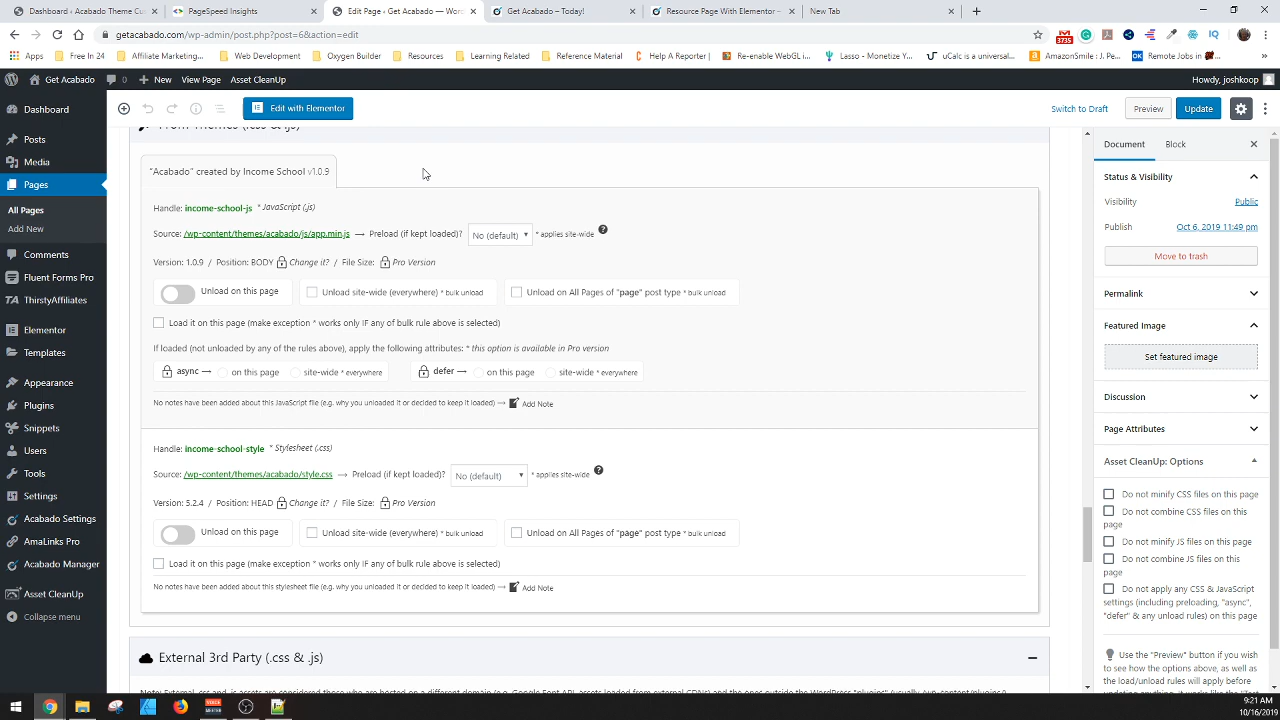 Dashboard ‹ Acabado Theme Cu
PageSpeed Insights
Edit Page ‹ Get Acabado — Wor
Get Acabado – Today!
Resource Page With Elementor –
New Tab
getacabado.com/wp-admin/post.php?post=6&action=edit
3735
Apps
Free In 24
Affiliate Marketing...
Web Development
Oxygen Builder
Resources
Learning Related
Reference Material
Help A Reporter |
Re-enable WebGL i...
Lasso - Monetize Y...
uCalc is a universal...
AmazonSmile : J. Pe...
Remote Jobs in
Get Acabado
0
New
View Page
Asset CleanUp
Howdy, joshkoop
Dashboard
Posts
Media
Pages
All Pages
Add New
Comments
Fluent Forms Pro
ThirstyAffiliates
Elementor
Templates
Appearance
Plugins
Snippets
Users
Tools
Settings
Acabado Settings
AmaLinks Pro
Acabado Manager
Asset CleanUp
Collapse menu
Edit with Elementor
Switch to Draft
Preview
Update
From Themes (.css & .js)
"Acabado" created by Income School v1.0.9
Handle: income-school-js * JavaScript (.js)
Source: /wp-content/themes/acabado/js/app.min.js → Preload (if kept loaded)? No (default) * applies site-wide
Version: 1.0.9 / Position: BODY Change it? / File Size: Pro Version
Unload on this page
Unload site-wide (everywhere) * bulk unload
Unload on All Pages of "page" post type * bulk unload
Load it on this page (make exception * works only IF any of bulk rule above is selected)
If loaded (not unloaded by any of the rules above), apply the following attributes: * this option is available in Pro version
async → on this page site-wide * everywhere defer → on this page site-wide * everywhere
No notes have been added about this JavaScript file (e.g. why you unloaded it or decided to keep it loaded) → Add Note
Handle: income-school-style * Stylesheet (.css)
Source: /wp-content/themes/acabado/style.css → Preload (if kept loaded)? No (default) * applies site-wide
Version: 5.2.4 / Position: HEAD Change it? / File Size: Pro Version
Unload on this page
Unload site-wide (everywhere) * bulk unload
Unload on All Pages of "page" post type * bulk unload
Load it on this page (make exception * works only IF any of bulk rule above is selected)
No notes have been added about this stylesheet file (e.g. why you unloaded it or decided to keep it loaded) → Add Note
External 3rd Party (.css & .js)
Document
Block
Status & Visibility
Visibility
Public
Publish
Oct 6, 2019 11:49 pm
Move to trash
Permalink
Featured Image
Set featured image
Discussion
Page Attributes
Asset CleanUp: Options
Do not minify CSS files on this page
Do not combine CSS files on this
page
Do not minify JS files on this page
Do not combine JS files on this
page
Do not apply any CSS & JavaScript
settings (including preloading, "async",
"defer" & any unload rules) on this page
Use the "Preview" button if you wish
to see how the options above, as well as
the load/unload rules will apply before
9:21 AM
10/16/2019